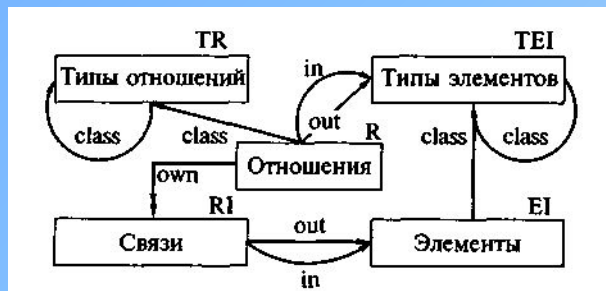 TR
TEI
Типы отношений
in
Типы элементов
class
class
out
R
class
class
Отношения
own
RI
EI
Связи
out
in
Элементы